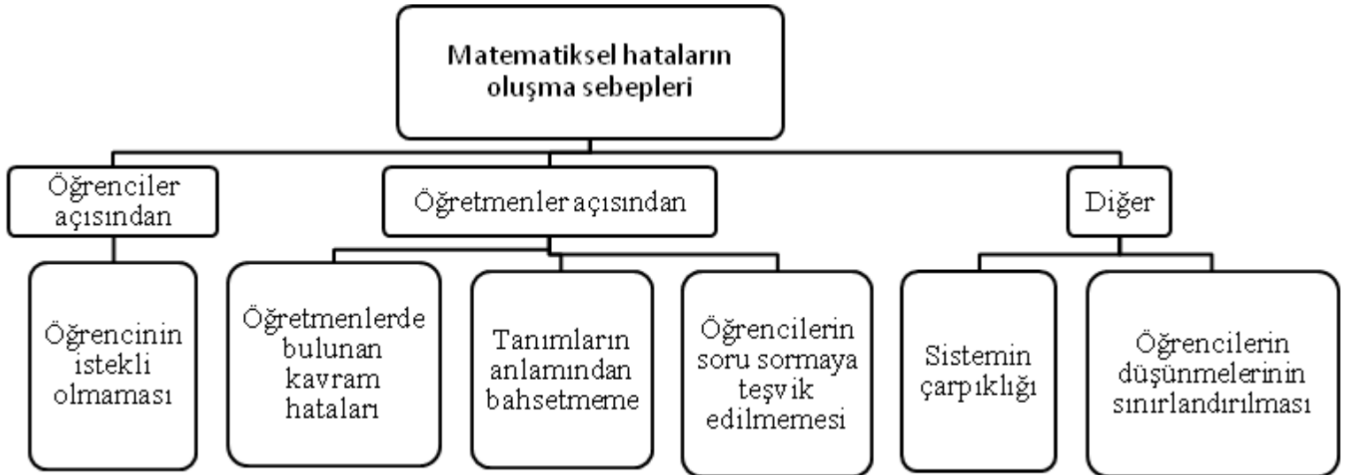 Matematiksel hataların
oluşma sebepleri
Öğrenciler
açısından
Öğretmenler açısından
Diğer
Öğrencinin
istekli
olmaması
Öğretmenlerde
bulunan
kavram
hataları
Tanımların
anlamından
bahsetmeme
Öğrencilerin
soru sormaya
teşvik
edilmemesi
Sistemin
çarpıklığı
Öğrencilerin
düşünmelerinin
sınırlandırılması